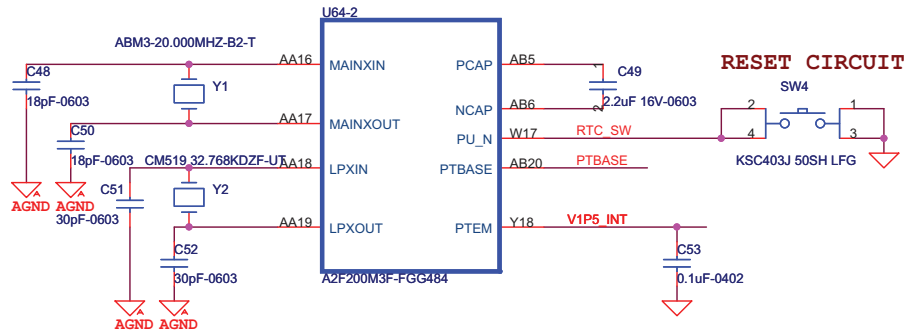 U64-2
ABM3-20.000MHZ-B2-T
RESET CIRCUIT
C48
18pF-0603
Y1
AA16
MAINXIN
PCAP
AB5
1
C49
2
2.2uF 16V-0603
SW4
2
1
4
3
KSC403J 50SH LFG
AA17
MAINXOUT
NCAP
AB6
PU_N
W17
RTC_SW
C50
18pF-0603
CM519_32.768KDZF-UT
AA18
LPXIN
PTBASE
AB20
PTBASE
A
AGND
A
AGND
C51
30pF-0603
Y2
AA19
LPXOUT
PTEM
Y18
V1P5_INT
C52
30pF-0603
A2F200M3F-FGG484
C53
0.1uF-0402
A
AGND
A
AGND